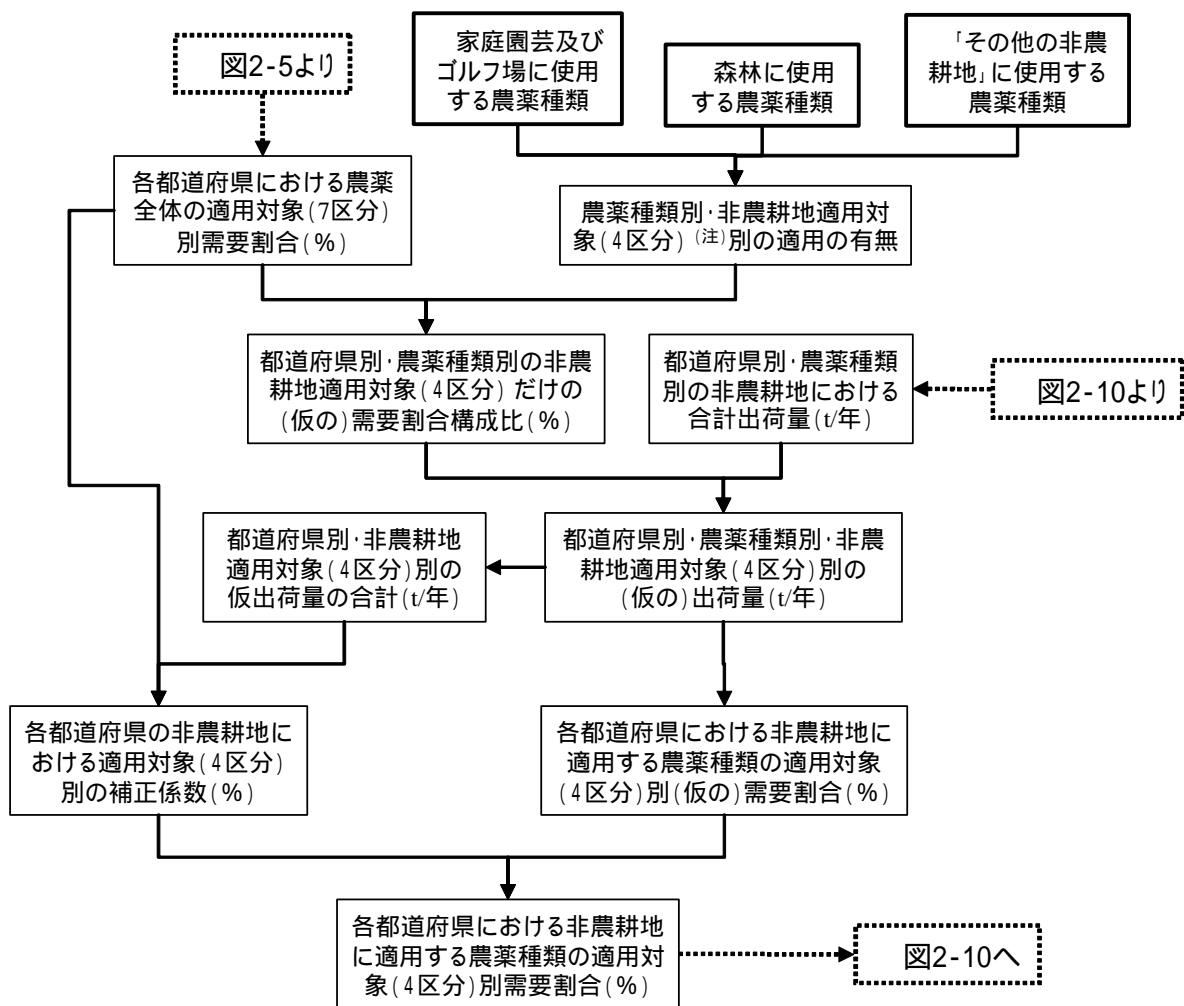 図2-5より
家庭園芸及び
ゴルフ場に使用
する農薬種類
森林に使用
する農薬種類
「その他の非農
耕地」に使用する
農薬種類
各都道府県における農薬
全体の適用対象(7区分)
別需要割合(%)
農薬種類別・非農耕地適用対
象(4区分)(注)別の適用の有無
都道府県別・農薬種類別の非農
耕地適用対象(4区分)だけの
(仮の)需要割合構成比(%)
都道府県別・農薬種類
別の非農耕地における
合計出荷量(t/年)
図2-10より
都道府県別・非農耕地
適用対象(4区分)別の
仮出荷量の合計(t/年)
都道府県別・農薬種類別・非農
耕地適用対象(4区分)別の
(仮の)出荷量(t/年)
各都道府県の非農耕地に
おける適用対象(4区分)
別の補正係数(%)
各都道府県における非農耕地に
適用する農薬種類の適用対象
(4区分)別(仮の)需要割合(%)
各都道府県における非農耕地
に適用する農薬種類の適用対
象(4区分)別需要割合(%)
図2-10へ